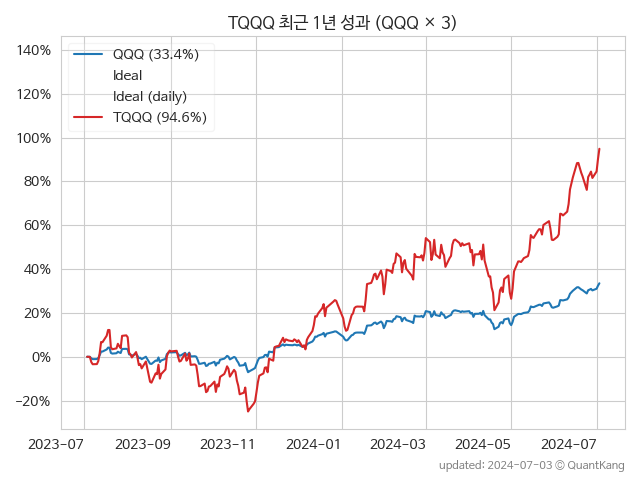 TQQQ 최근 1년 성과 (QQQ × 3)
140%
120%
100%
80%
60%
40%
20%
0%
−20%
QQQ (33.4%)
Ideal
Ideal (daily)
TQQQ (94.6%)
2023−07
2023−09
2023−11
2024−01
2024−03
2024−05
2024−07
updated: 2024-07-03 © QuantKang